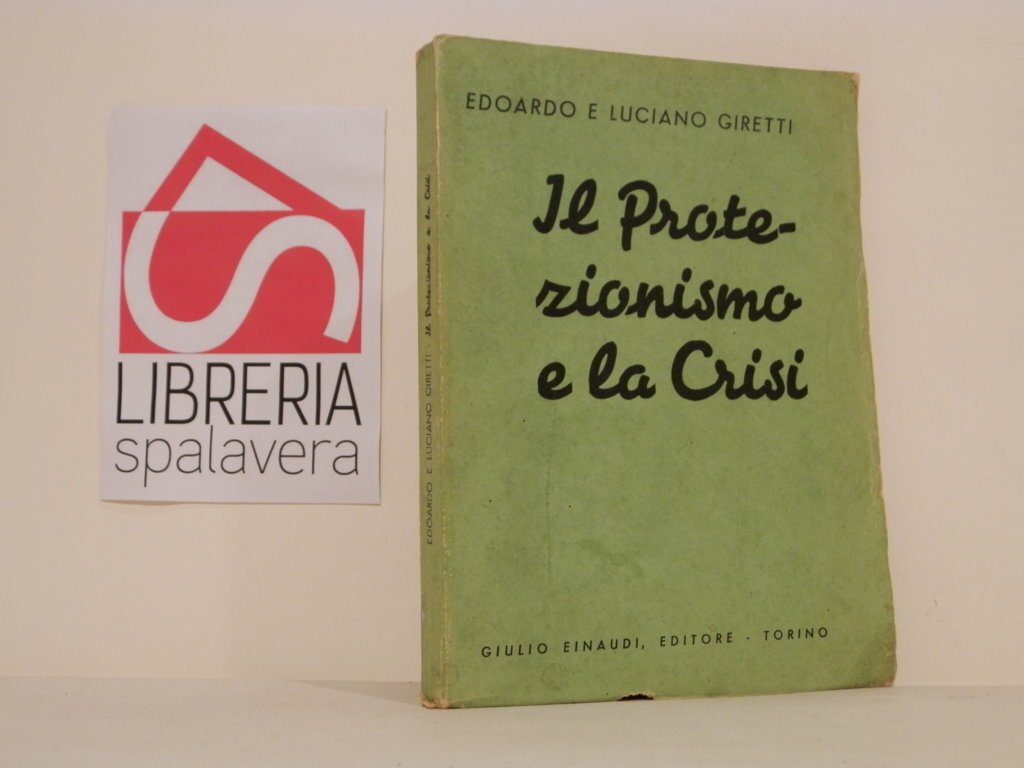 LIBRERIA
spalavera
EDOARDO E LUCIANO GIRETTI
Il Prote-
zionismo
e la Crisi
GIULIO EINAUDI, EDITORE - TORINO
EDOARDO E LUCIANO GIRETTI : Il Protezionismo e la Crisi